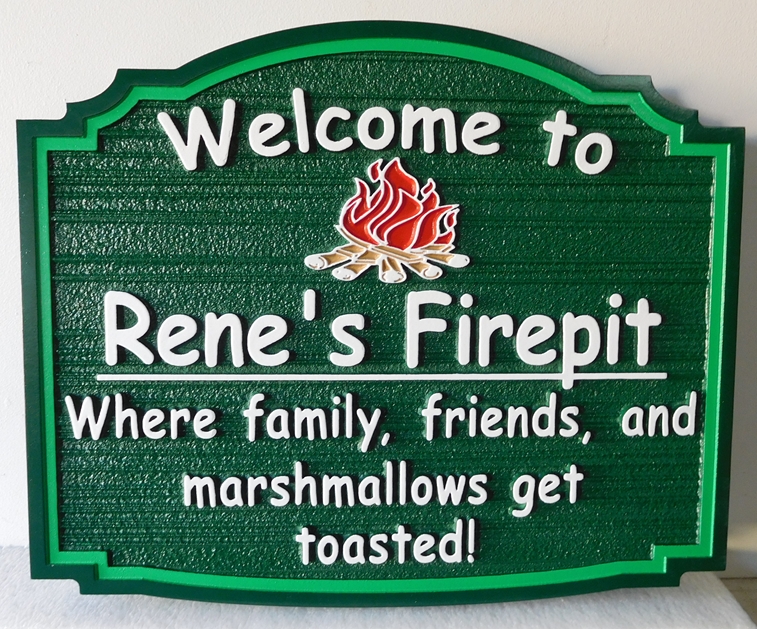 Welcome to
Rene's Firepit
Where family, friends, and
marshmallows get
toasted!